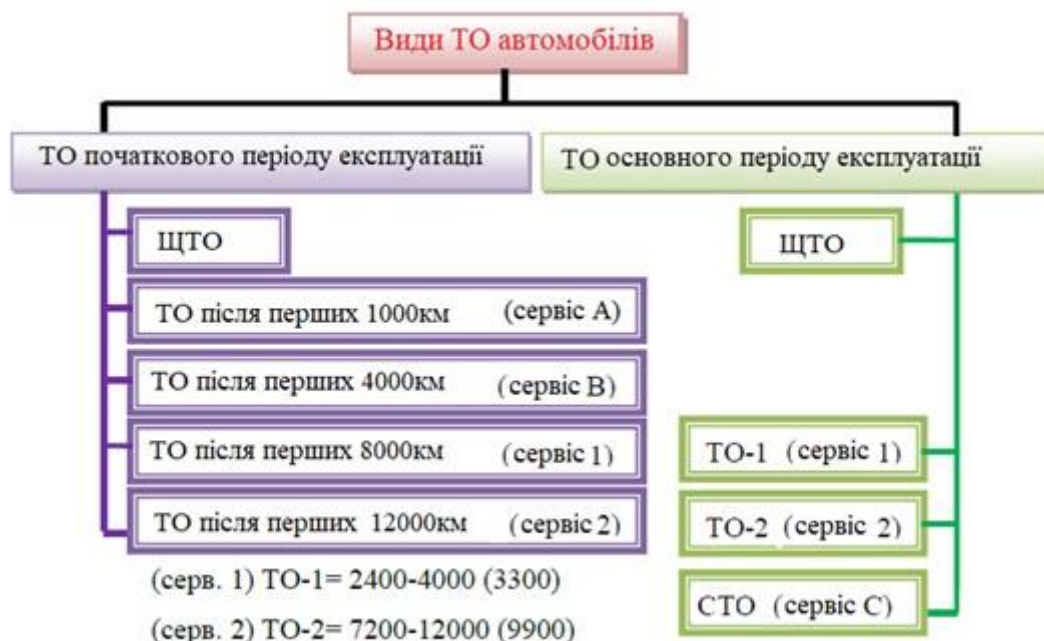 Види ТО автомобілів
ТО початкового періоду експлуатації
ЩТО
ТО після перших 1000км (сервіс А)
ТО після перших 4000км (сервіс В)
ТО після перших 8000км (сервіс 1)
ТО після перших 12000км (сервіс 2)
(серв. 1) ТО-1= 2400-4000 (3300)
(серв. 2) ТО-2= 7200-12000 (9900)
ТО основного періоду експлуатації
ЩТО
ТО-1 (сервіс 1)
ТО-2 (сервіс 2)
СТО (сервіс С)